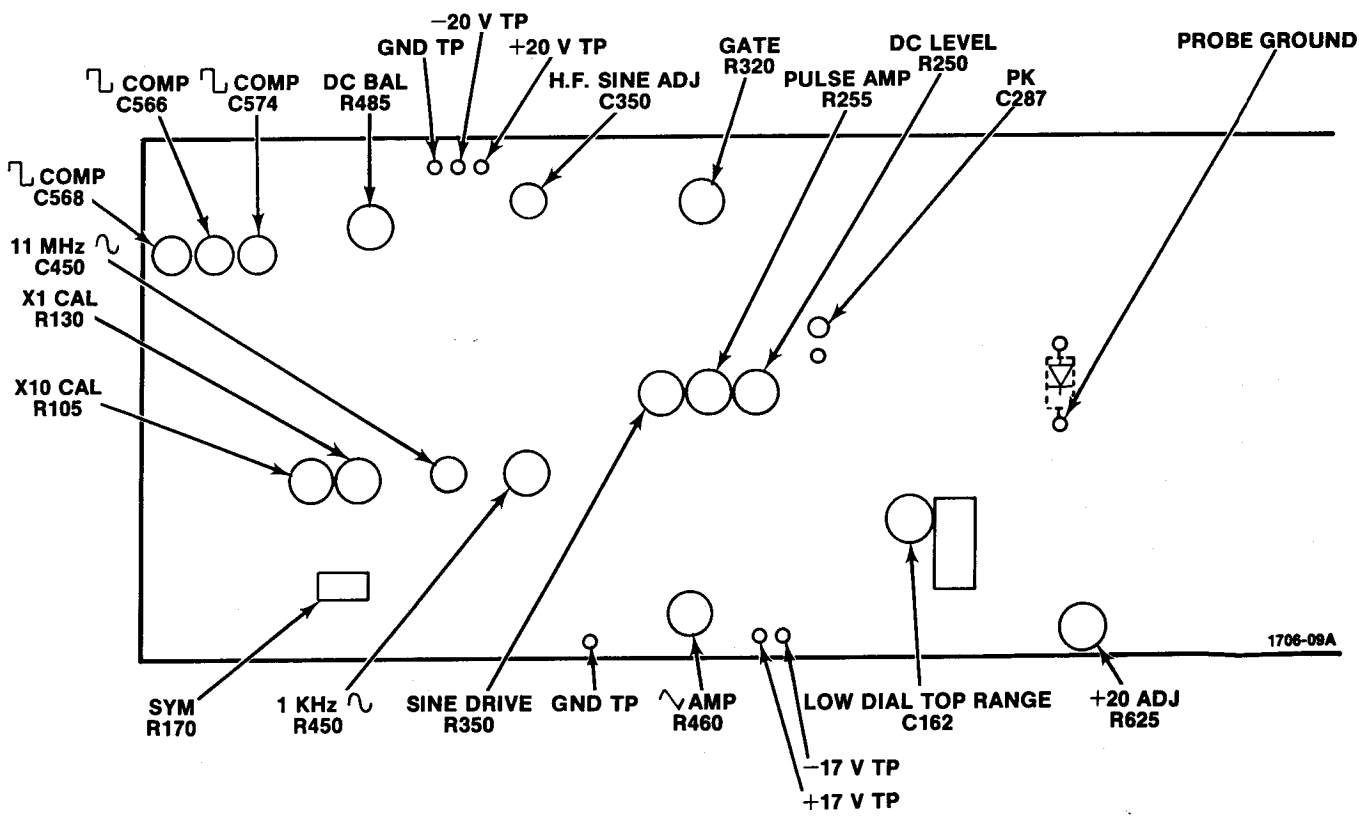 −20 V TP
GND TP
+20 V TP
COMP
C566
COMP
C574
DC BAL
R485
H.F. SINE ADJ
C350
GATE
R320
PULSE AMP
R255
DC LEVEL
R250
PK
C287
PROBE GROUND
COMP
C568
11 MHz ∿
C450
X1 CAL
R130
X10 CAL
R105
1706-09A
SYM
R170
1 KHz ∿
R450
SINE DRIVE
R350
GND TP
AMP
R460
LOW DIAL TOP RANGE
C162
+20 ADJ
R625
−17 V TP
+17 V TP